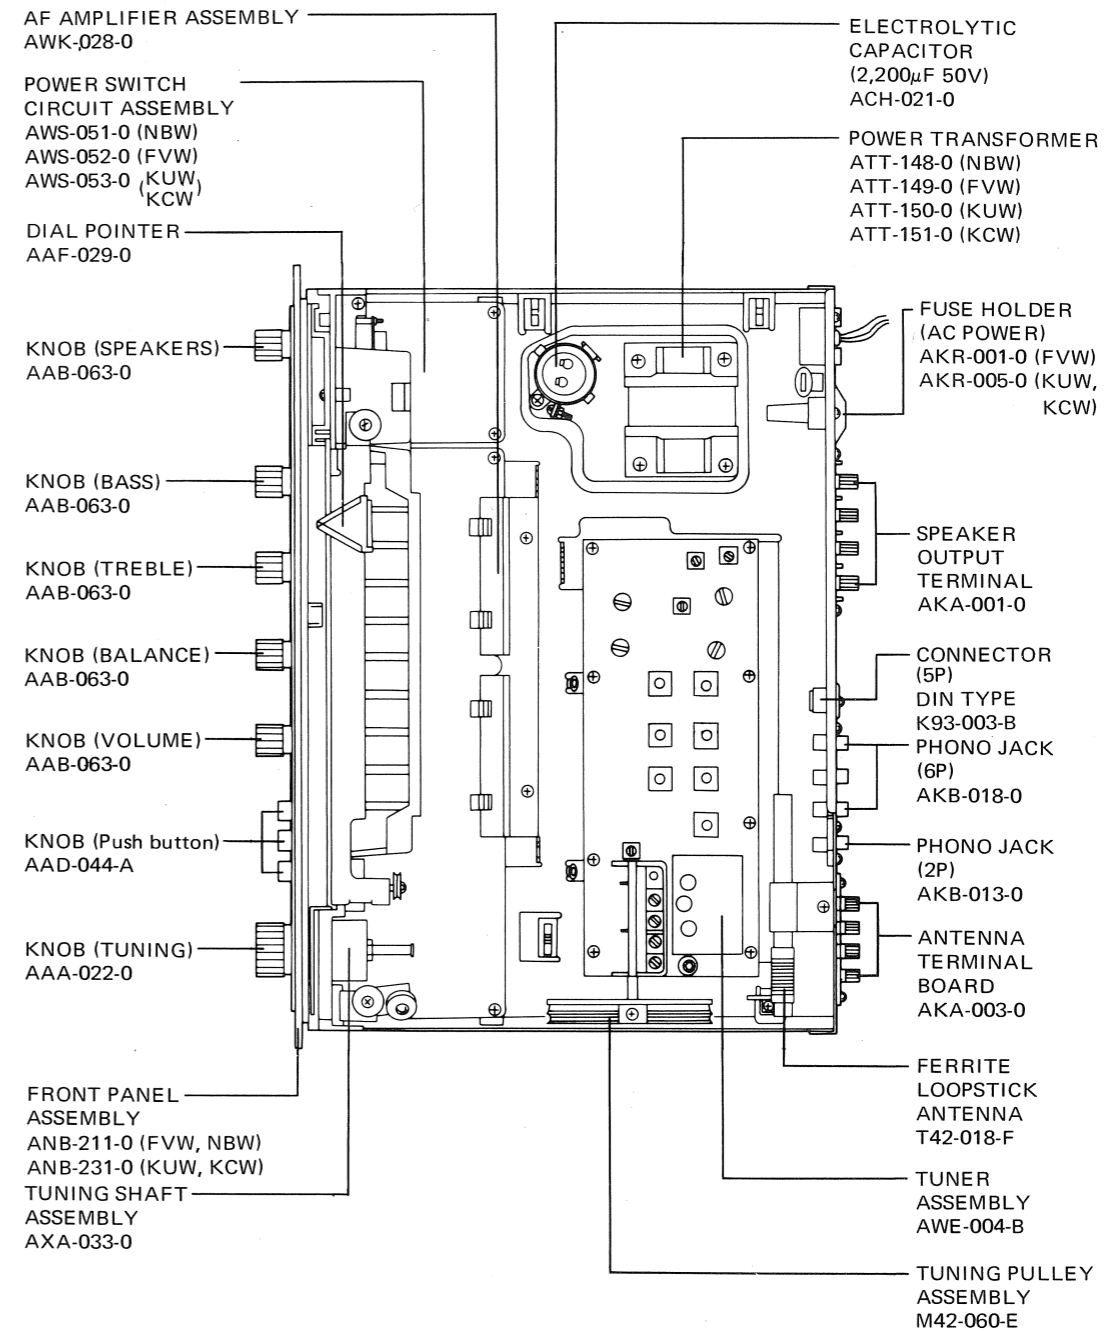 AF AMPLIFIER ASSEMBLY
AWK-028-0
POWER SWITCH
CIRCUIT ASSEMBLY
AWS-051-0 (NBW)
AWS-052-0 (FVW)
AWS-053-0 (KUW,
KCW)
DIAL POINTER
AAF-029-0
KNOB (SPEAKERS)
AAB-063-0
KNOB (BASS)
AAB-063-0
KNOB (TREBLE)
AAB-063-0
KNOB (BALANCE)
AAB-063-0
KNOB (VOLUME)
AAB-063-0
KNOB (Push button)
AAD-044-A
KNOB (TUNING)
AAA-022-0
FRONT PANEL
ASSEMBLY
ANB-211-0 (FVW, NBW)
ANB-231-0 (KUW, KCW)
TUNING SHAFT
ASSEMBLY
AXA-033-0
ELECTROLYTIC
CAPACITOR
(2,200μF 50V)
ACH-021-0
POWER TRANSFORMER
ATT-148-0 (NBW)
ATT-149-0 (FVW)
ATT-150-0 (KUW)
ATT-151-0 (KCW)
FUSE HOLDER
(AC POWER)
AKR-001-0 (FVW)
AKR-005-0 (KUW,
KCW)
SPEAKER
OUTPUT
TERMINAL
AKA-001-0
CONNECTOR
(5P)
DIN TYPE
K93-003-B
PHONO JACK
(6P)
AKB-018-0
PHONO JACK
(2P)
AKB-013-0
ANTENNA
TERMINAL
BOARD
AKA-003-0
FERRITE
LOOPSTICK
ANTENNA
T42-018-F
TUNER
ASSEMBLY
AWE-004-B
TUNING PULLEY
ASSEMBLY
M42-060-E